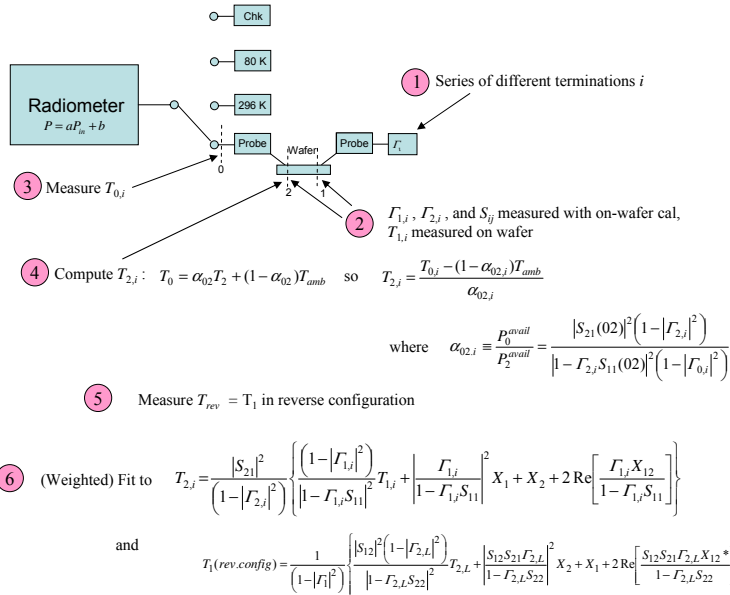 Chk
80 K
1 Series of different terminations i
Radiometer
P = aP_in + b
296 K
Probe Wafer Probe Γ_i
0
3 Measure T_0,i
2 1
2 Γ_1,i , Γ_2,i , and S_ij measured with on-wafer cal,
T_1,i measured on wafer
4 Compute T_2,i : T_0 = α_02 T_2 + (1 − α_02)T_amb so T_2,i = (T_0,i − (1 − α_02,i)T_amb) / α_02,i
where α_02.i ≡ P_0^avail / P_2^avail = |S_21(02)|^2 (1 − |Γ_2,i|^2) / (|1 − Γ_2,i S_11(02)|^2 (1 − |Γ_0,i|^2))
5 Measure T_rev = T_1 in reverse configuration
6 (Weighted) Fit to T_2,i = |S_21|^2 / (1 − |Γ_2,i|^2) { (1 − |Γ_1,i|^2) / |1 − Γ_1,i S_11|^2 T_1,i + |Γ_1,i / (1 − Γ_1,i S_11)|^2 X_1 + X_2 + 2 Re[Γ_1,i X_12 / (1 − Γ_1,i S_11)] }
and
T_1(rev.config) = 1 / (1 − |Γ_1|^2) { |S_12|^2 (1 − |Γ_2,L|^2) / |1 − Γ_2,L S_22|^2 T_2,L + |S_12 S_21 Γ_2,L / (1 − Γ_2,L S_22)|^2 X_2 + X_1 + 2 Re[S_12 S_21 Γ_2,L X_12 * / (1 − Γ_2,L S_22)